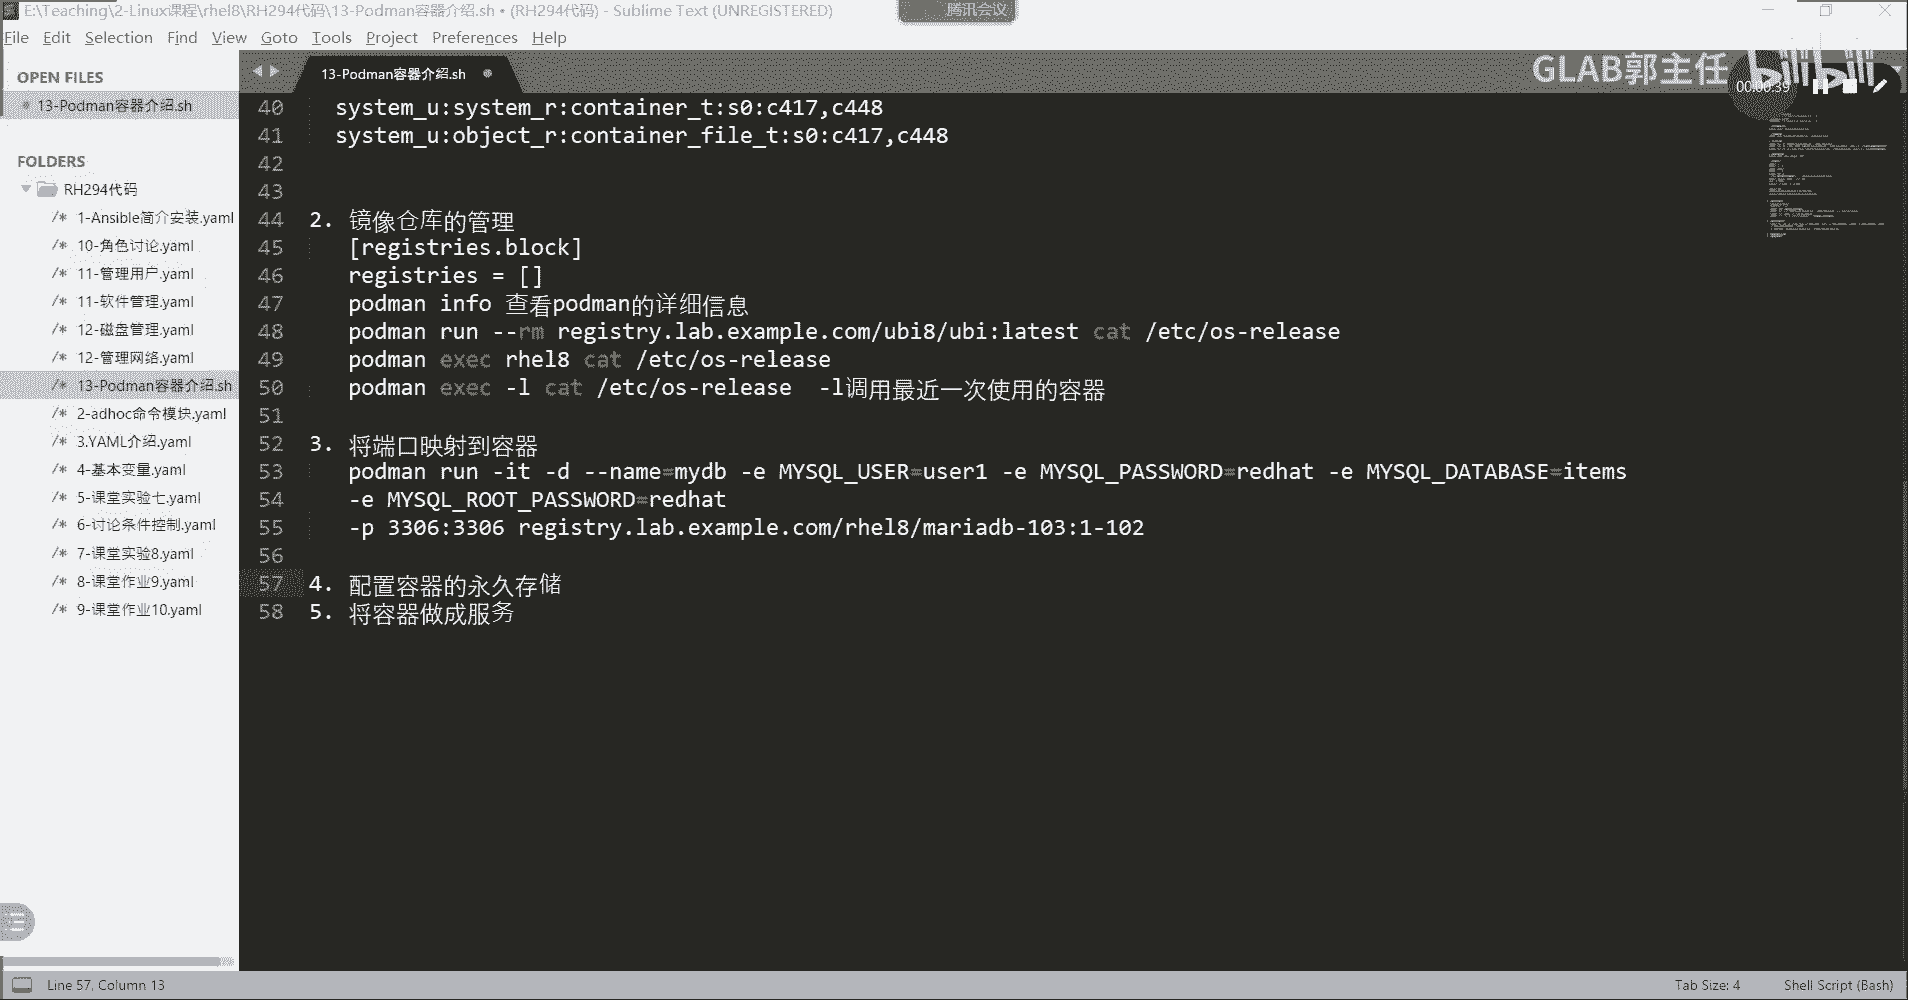 E:\Teaching\2-Linux课程\rhel8\RH294代码\13-Podman容器介绍.sh • (RH294代码) - Sublime Text (UNREGISTERED)
腾讯会议
File Edit Selection Find View Goto Tools Project Preferences Help
OPEN FILES
13-Podman容器介绍.sh
FOLDERS
RH294代码
/* 1-Ansible简介安装.yaml
/* 10-角色讨论.yaml
/* 11-管理用户.yaml
/* 11-软件管理.yaml
/* 12-磁盘管理.yaml
/* 12-管理网络.yaml
/* 13-Podman容器介绍.sh
/* 2-adhoc命令模块.yaml
/* 3.YAML介绍.yaml
/* 4-基本变量.yaml
/* 5-课堂实验七.yaml
/* 6-讨论条件控制.yaml
/* 7-课堂实验8.yaml
/* 8-课堂作业9.yaml
/* 9-课堂作业10.yaml
13-Podman容器介绍.sh
GLAB郭主任 bilibili
00:00:39
40 system_u:system_r:container_t:s0:c417,c448
41 system_u:object_r:container_file_t:s0:c417,c448
42
43
44 2. 镜像仓库的管理
45 [registries.block]
46 registries = []
47 podman info 查看podman的详细信息
48 podman run --rm registry.lab.example.com/ubi8/ubi:latest cat /etc/os-release
49 podman exec rhel8 cat /etc/os-release
50 podman exec -l cat /etc/os-release  -l调用最近一次使用的容器
51
52 3. 将端口映射到容器
53 podman run -it -d --name=mydb -e MYSQL_USER=user1 -e MYSQL_PASSWORD=redhat -e MYSQL_DATABASE=items
54 -e MYSQL_ROOT_PASSWORD=redhat
55 -p 3306:3306 registry.lab.example.com/rhel8/mariadb-103:1-102
56
57 4. 配置容器的永久存储
58 5. 将容器做成服务
Line 57, Column 13
Tab Size: 4
Shell Script (Bash)